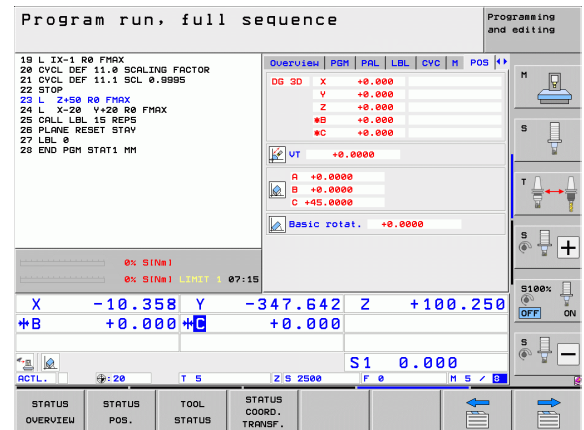 Program run, full sequence
Programming
and editing
19 L IX-1 R0 FMAX
20 CYCL DEF 11.0 SCALING FACTOR
21 CYCL DEF 11.1 SCL 0.9995
22 STOP
23 L Z+50 R0 FMAX
24 L X-20 Y+20 R0 FMAX
25 CALL LBL 15 REPS
26 PLANE RESET STAY
27 LBL 0
28 END PGM STAT1 MM
0% S[Nm]
0% S[Nm] LIMIT 1 07:15
Overview PGM PAL LBL CYC M POS
DG 3D X +0.000
Y +0.000
Z +0.000
*B +0.000
*C +0.000
VT +0.0000
A +0.0000
B +0.0000
C +45.0000
Basic rotat. +0.0000
X -10.358 Y -347.642 Z +100.250
B +0.000 C +0.000
S1 0.000
ACTL. : 20 T 5 Z S 2500 F 0 M 5 / 8
M
S
T
S
+
S100%
OFF ON
S
−
STATUS
OVERVIEW
STATUS
POS.
TOOL
STATUS
STATUS
COORD.
TRANSF.